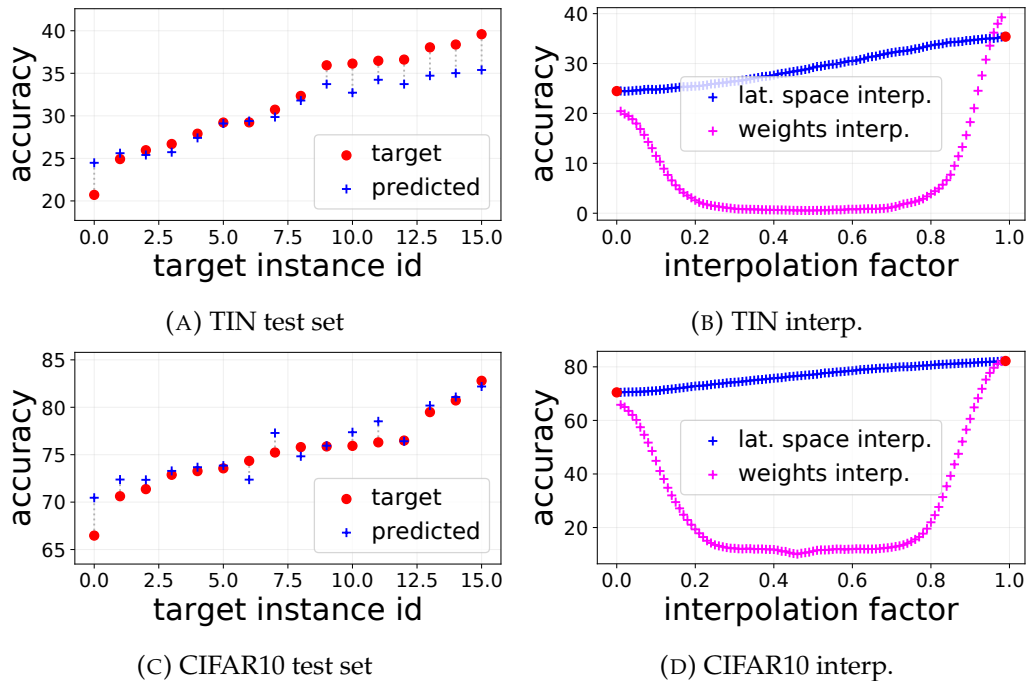 accuracy
40
35
30
25
20
target
predicted
0.0 2.5 5.0 7.5 10.0 12.5 15.0
target instance id
(A) TIN test set
accuracy
40
30
20
10
0
lat. space interp.
weights interp.
0.0 0.2 0.4 0.6 0.8 1.0
interpolation factor
(B) TIN interp.
accuracy
85
80
75
70
65
target
predicted
0.0 2.5 5.0 7.5 10.0 12.5 15.0
target instance id
(C) CIFAR10 test set
accuracy
80
60
40
20
lat. space interp.
weights interp.
0.0 0.2 0.4 0.6 0.8 1.0
interpolation factor
(D) CIFAR10 interp.